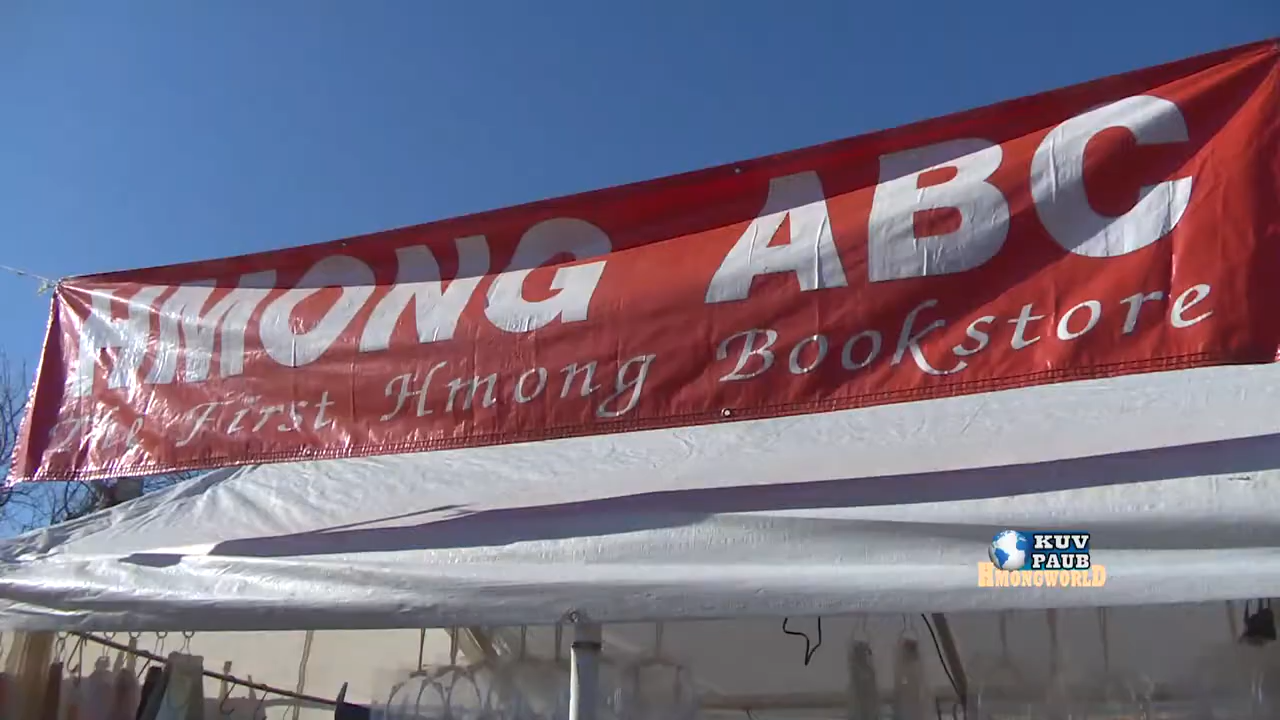 HMONG ABC
The First Hmong Bookstore
KUV
PAUB
HMONGWORLD